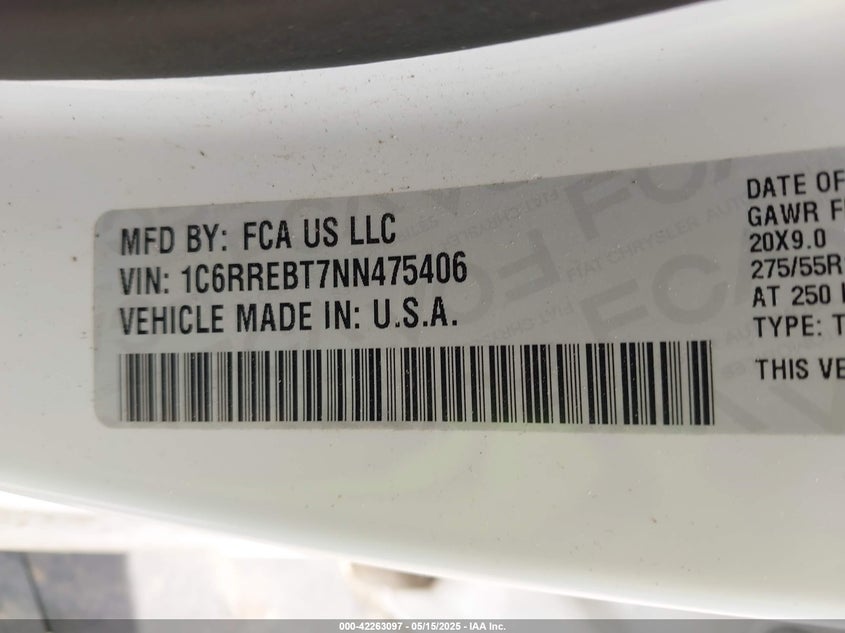 MFD BY: FCA US LLC
VIN: 1C6RREBT7NN475406
VEHICLE MADE IN: U.S.A.
DATE OF
GAWR F
20X9.0
275/55R
AT 250
TYPE: T
THIS VE
000-42263097 - 05/15/2025 - IAA Inc.